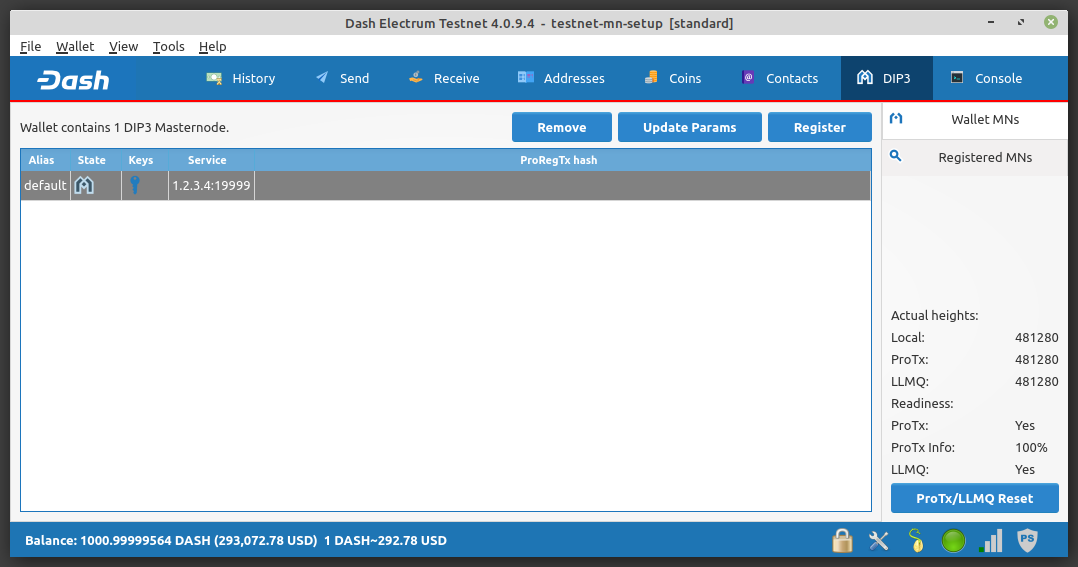 Dash Electrum Testnet 4.0.9.4 - testnet-mn-setup [standard]
File Wallet View Tools Help
Dash History Send Receive Addresses Coins Contacts DIP3 Console
Wallet contains 1 DIP3 Masternode. Remove Update Params Register
Wallet MNs
Registered MNs
Alias State Keys Service ProRegTx hash
default 1.2.3.4:19999
Actual heights:
Local: 481280
ProTx: 481280
LLMQ: 481280
Readiness:
ProTx: Yes
ProTx Info: 100%
LLMQ: Yes
ProTx/LLMQ Reset
Balance: 1000.99999564 DASH (293,072.78 USD) 1 DASH~292.78 USD PS